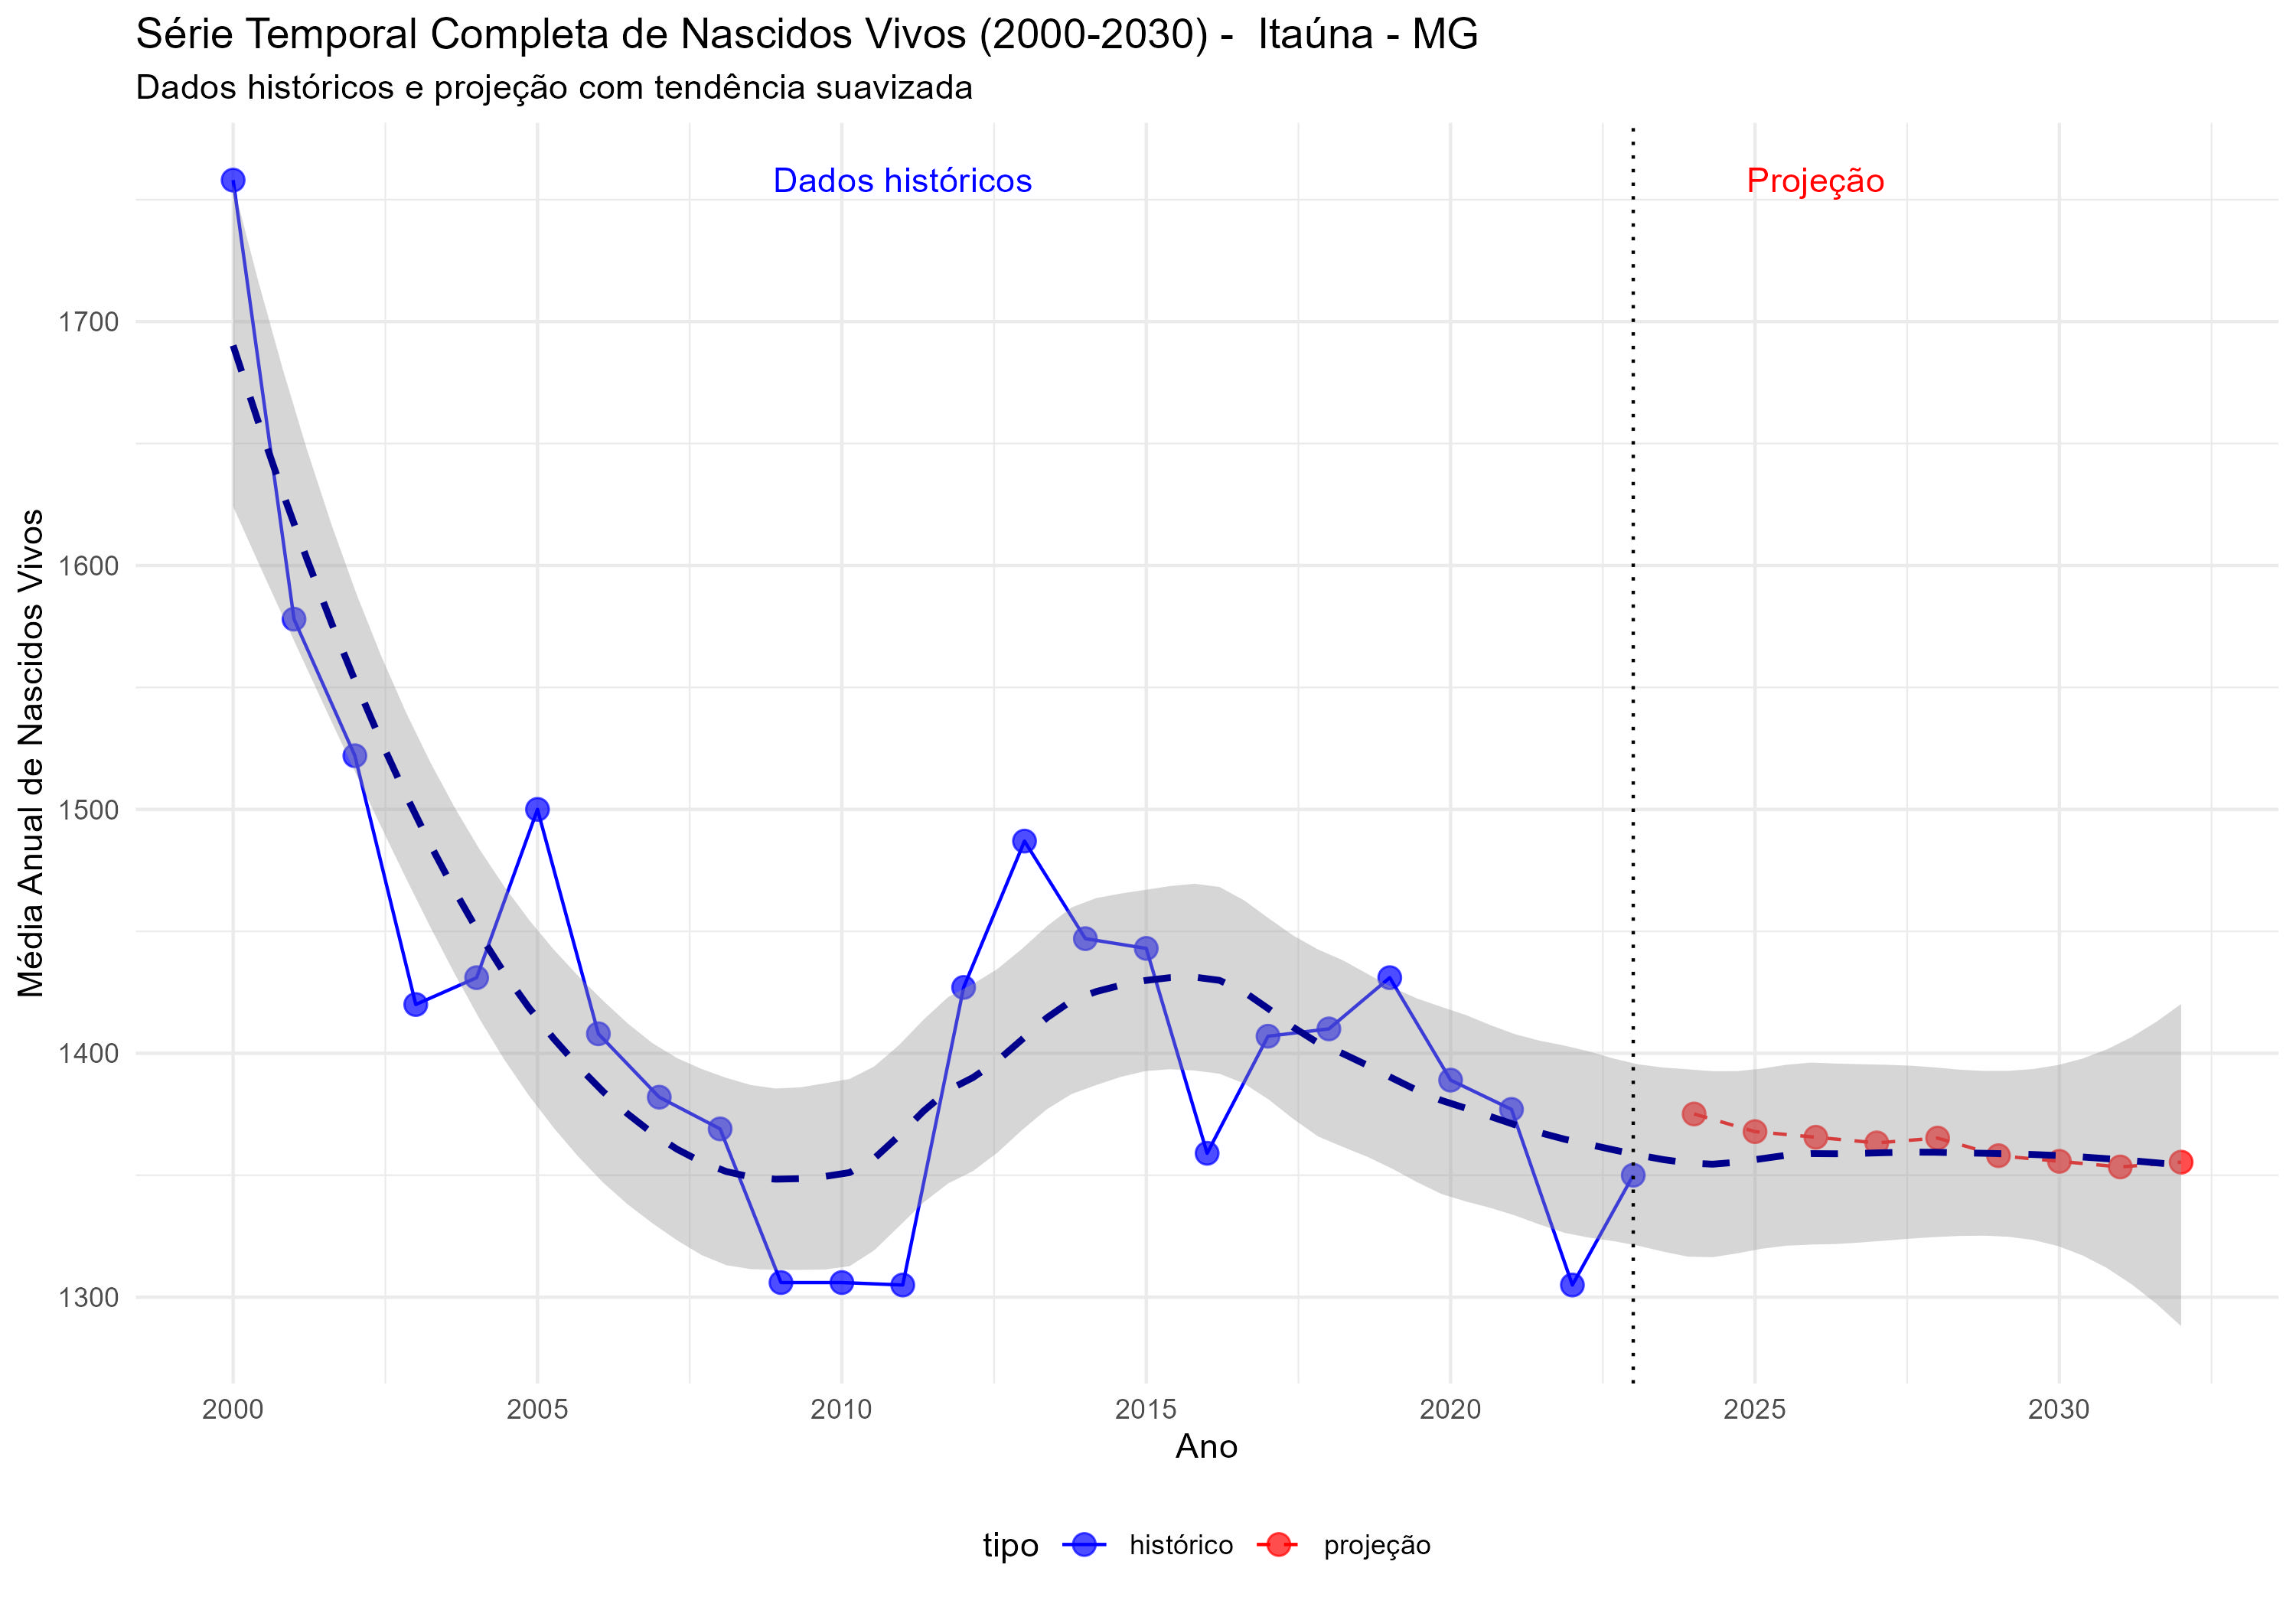 Série Temporal Completa de Nascidos Vivos (2000-2030) -  Itaúna - MG
Dados históricos e projeção com tendência suavizada
Dados históricos
Projeção
Média Anual de Nascidos Vivos
1700
1600
1500
1400
1300
2000
2005
2010
2015
2020
2025
2030
Ano
tipo
histórico
projeção